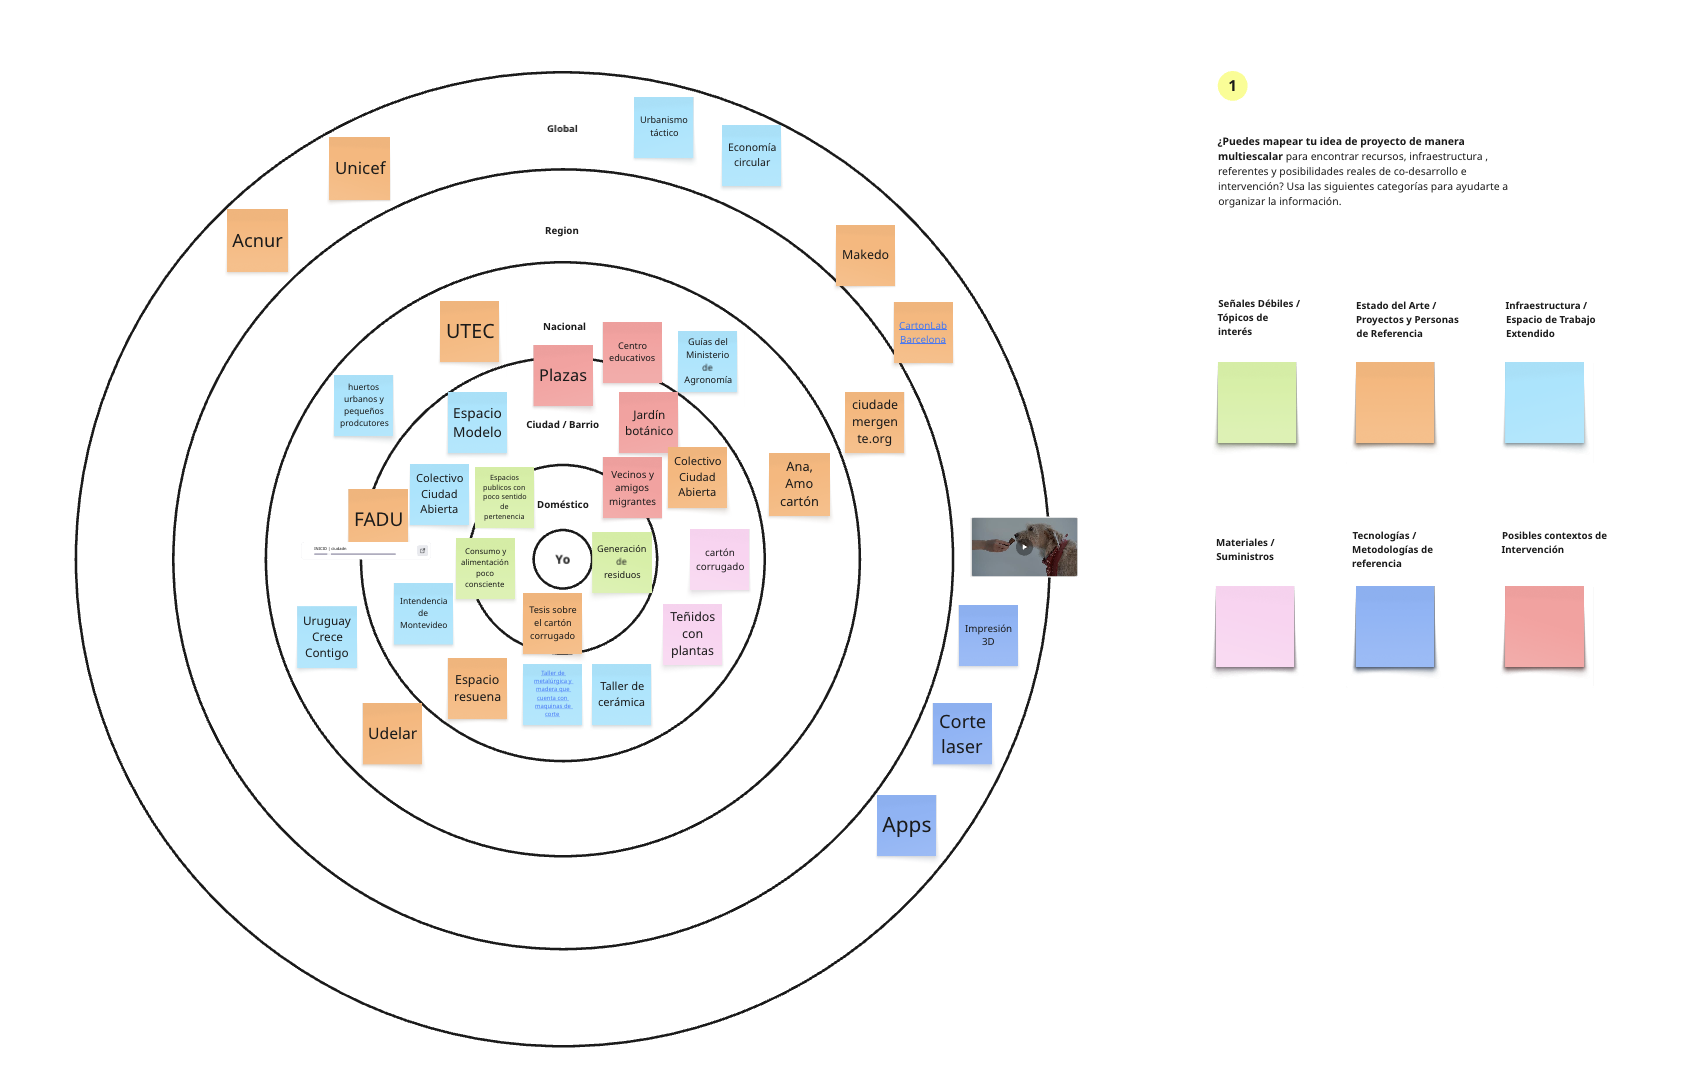 Global
Urbanismo
táctico
Economía
circular
Unicef
Acnur
Region
Makedo
CartonLab
Barcelona
UTEC
Nacional
Centro
educativos
Guías del
Ministerio
de
Agronomía
Plazas
huertos
urbanos y
pequeños
prodcutores
Espacio
Modelo
Ciudad / Barrio
Jardín
botánico
ciudade
mergen
te.org
Colectivo
Ciudad
Abierta
Espacios
publicos con
poco sentido
de
pertenencia
Doméstico
Vecinos y
amigos
migrantes
Colectivo
Ciudad
Abierta
Ana,
Amo
cartón
FADU
INICIO | ciudade
Consumo y
alimentación
poco
consciente
Yo
Generación
de
residuos
cartón
corrugado
Intendencia
de
Montevideo
Tesis sobre
el cartón
corrugado
Teñidos
con
plantas
Uruguay
Crece
Contigo
Impresión
3D
Espacio
resuena
Taller de
metalúrgica y
madera que
cuenta con
maquinas de
corte
Taller de
cerámica
Udelar
Corte
laser
Apps
1
¿Puedes mapear tu idea de proyecto de manera
multiescalar para encontrar recursos, infraestructura ,
referentes y posibilidades reales de co-desarrollo e
intervención? Usa las siguientes categorías para ayudarte a
organizar la información.
Señales Débiles /
Tópicos de
interés
Estado del Arte /
Proyectos y Personas
de Referencia
Infraestructura /
Espacio de Trabajo
Extendido
Materiales /
Suministros
Tecnologías /
Metodologías de
referencia
Posibles contextos de
Intervención